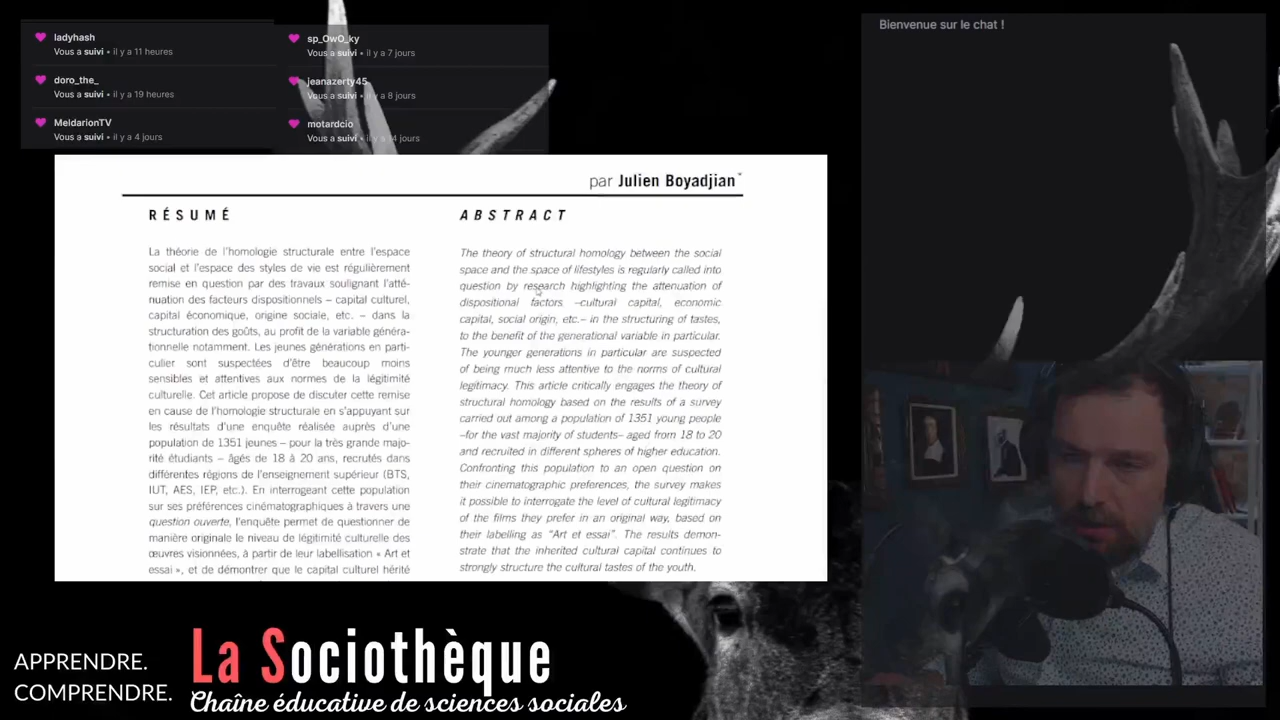 ladyhash
Vous a suivi • il y a 11 heures
doro_the_
Vous a suivi • il y a 19 heures
MeldarionTV
Vous a suivi • il y a 4 jours
sp_OwO_ky
Vous a suivi • il y a 7 jours
jeanazerty45
Vous a suivi • il y a 8 jours
motardcio
Vous a suivi • il y a 14 jours
Bienvenue sur le chat !
par Julien Boyadjian*
RÉSUMÉ
La théorie de l'homologie structurale entre l'espace
social et l'espace des styles de vie est régulièrement
remise en question par des travaux soulignant l'atté-
nuation des facteurs dispositionnels – capital culturel,
capital économique, origine sociale, etc. – dans la
structuration des goûts, au profit de la variable généra-
tionnelle notamment. Les jeunes générations en parti-
culier sont suspectées d'être beaucoup moins
sensibles et attentives aux normes de la légitimité
culturelle. Cet article propose de discuter cette remise
en cause de l'homologie structurale en s'appuyant sur
les résultats d'une enquête réalisée auprès d'une
population de 1351 jeunes – pour la très grande majo-
rité étudiants – âgés de 18 à 20 ans, recrutés dans
différentes régions de l'enseignement supérieur (BTS,
IUT, AES, IEP, etc.). En interrogeant cette population
sur ses préférences cinématographiques à travers une
question ouverte, l'enquête permet de questionner de
manière originale le niveau de légitimité culturelle des
œuvres visionnées, à partir de leur labellisation « Art et
essai », et de démontrer que le capital culturel hérité
ABSTRACT
The theory of structural homology between the social
space and the space of lifestyles is regularly called into
question by research highlighting the attenuation of
dispositional factors –cultural capital, economic
capital, social origin, etc.– in the structuring of tastes,
to the benefit of the generational variable in particular.
The younger generations in particular are suspected
of being much less attentive to the norms of cultural
legitimacy. This article critically engages the theory of
structural homology based on the results of a survey
carried out among a population of 1351 young people
–for the vast majority of students– aged from 18 to 20
and recruited in different spheres of higher education.
Confronting this population to an open question on
their cinematographic preferences, the survey makes
it possible to interrogate the level of cultural legitimacy
of the films they prefer in an original way, based on
their labelling as “Art et essai”. The results demon-
strate that the inherited cultural capital continues to
strongly structure the cultural tastes of the youth.
APPRENDRE.
COMPRENDRE.
La Sociothèque
Chaîne éducative de sciences sociales